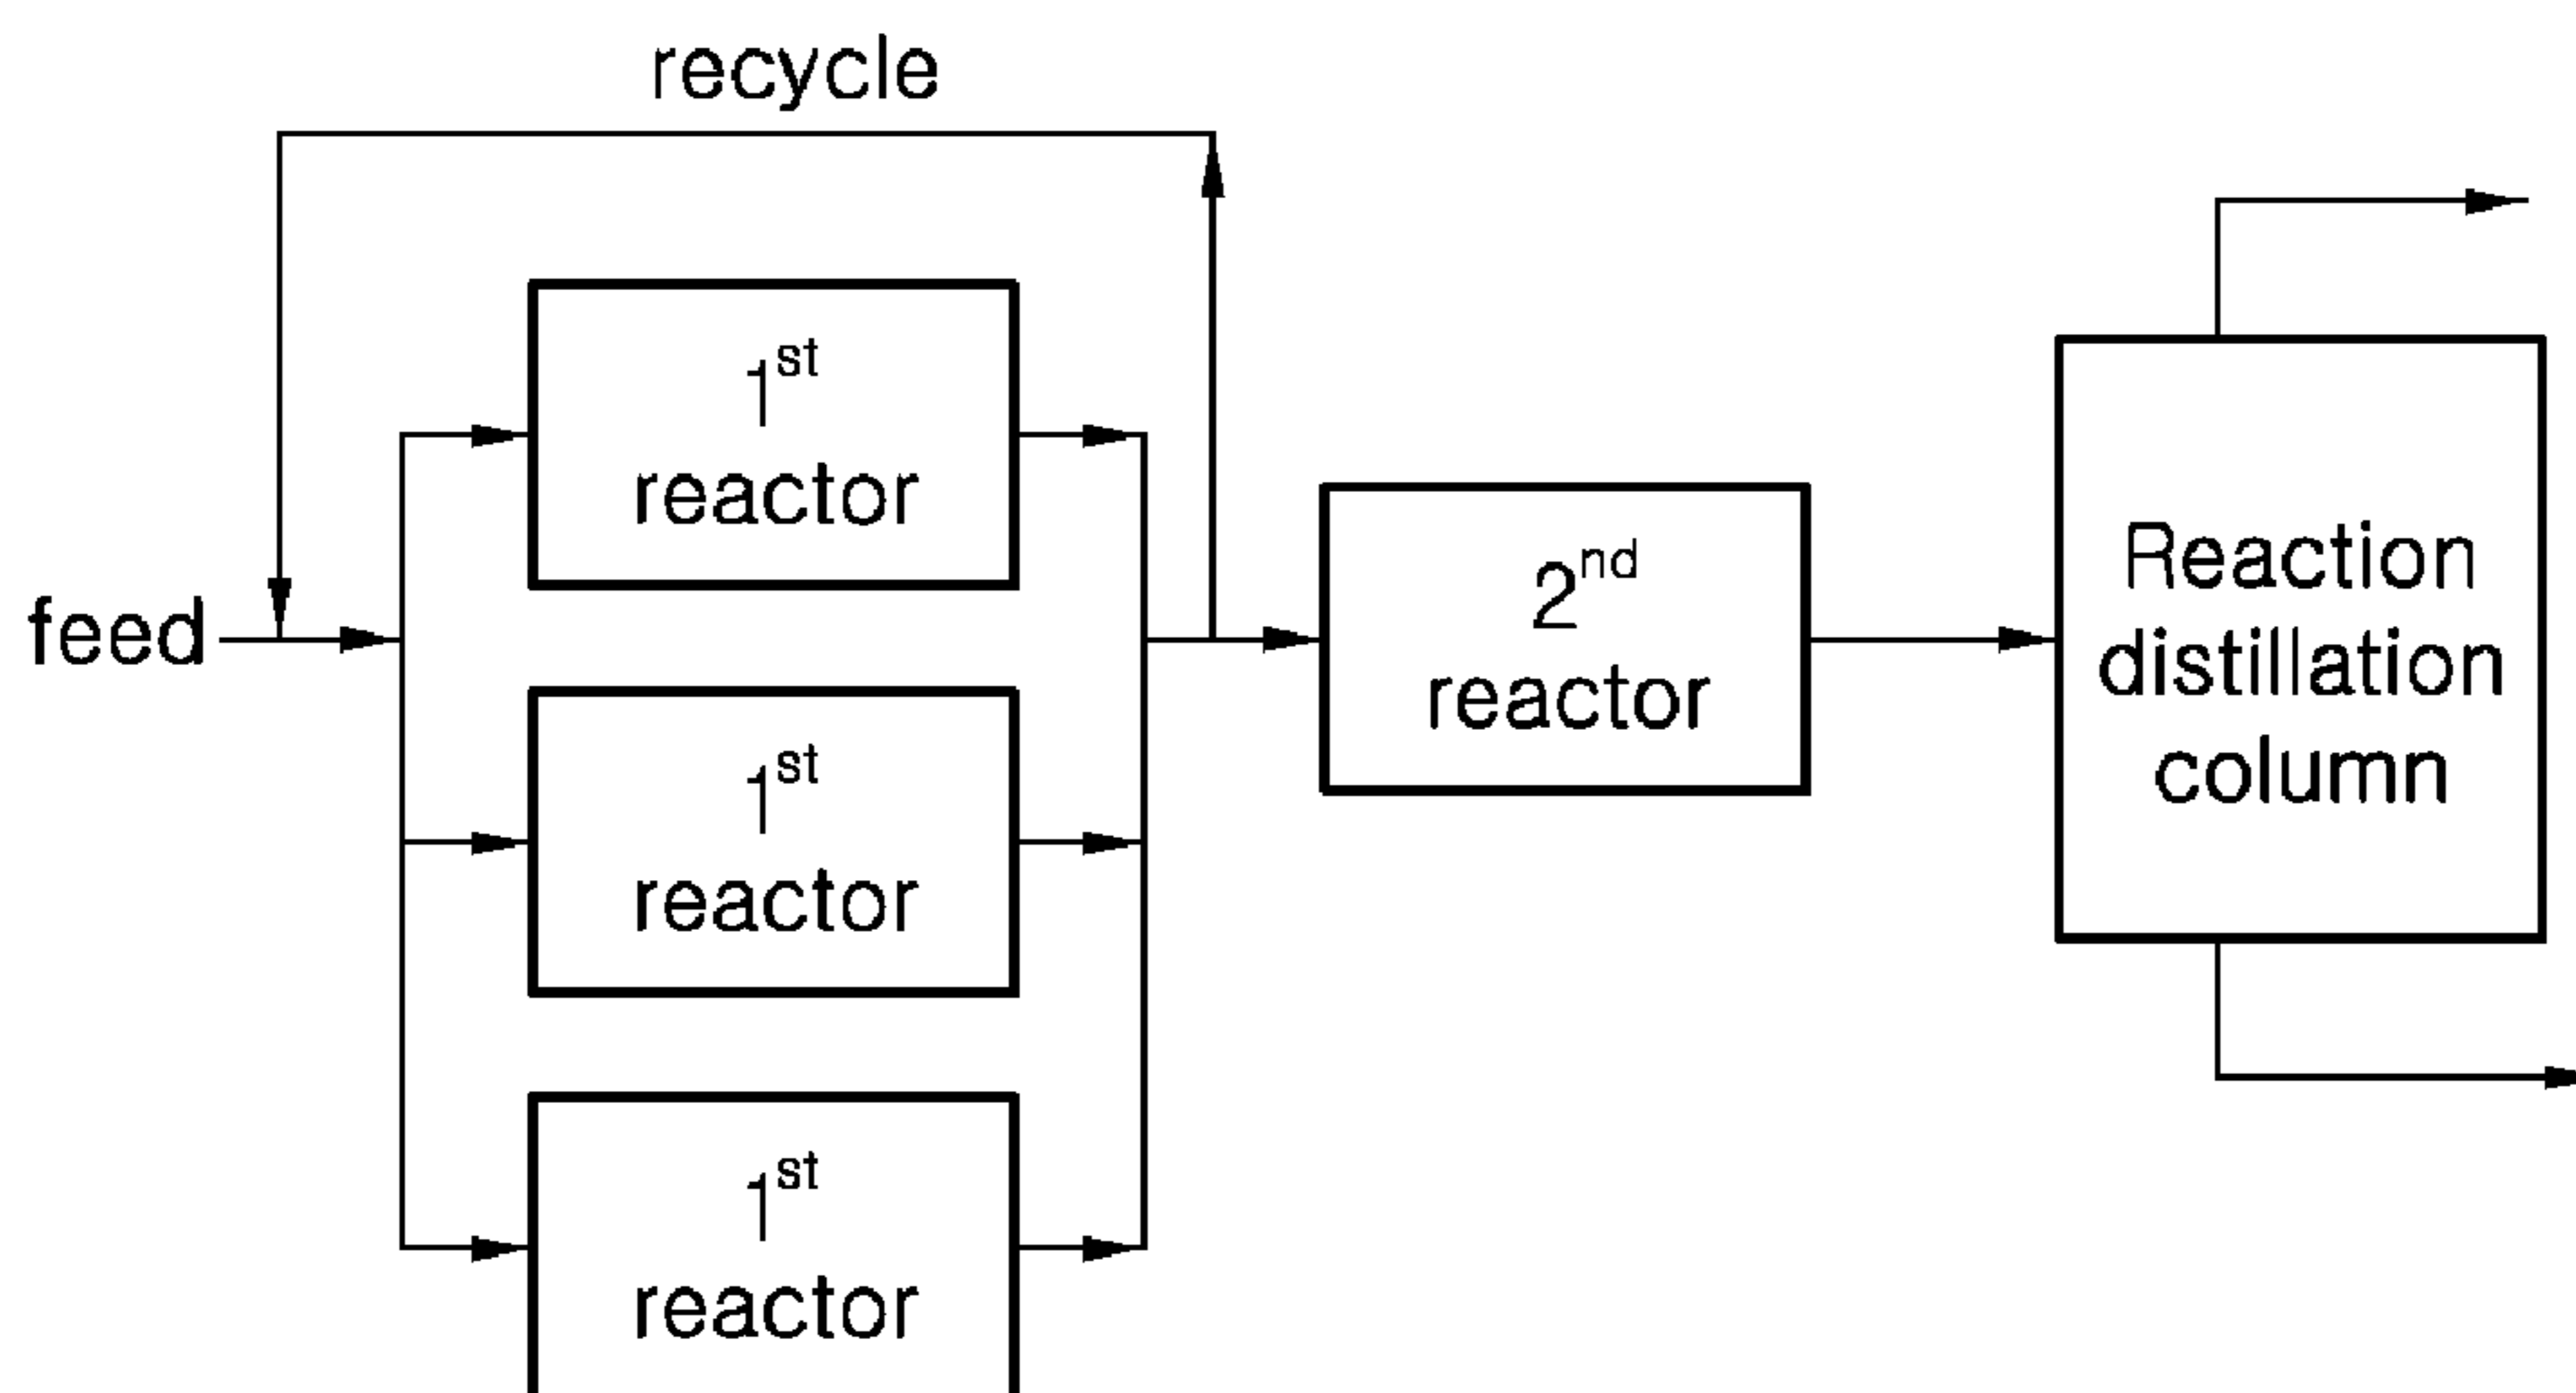 recycle
feed
1st
reactor
1st
reactor
1st
reactor
2nd
reactor
Reaction
distillation
column